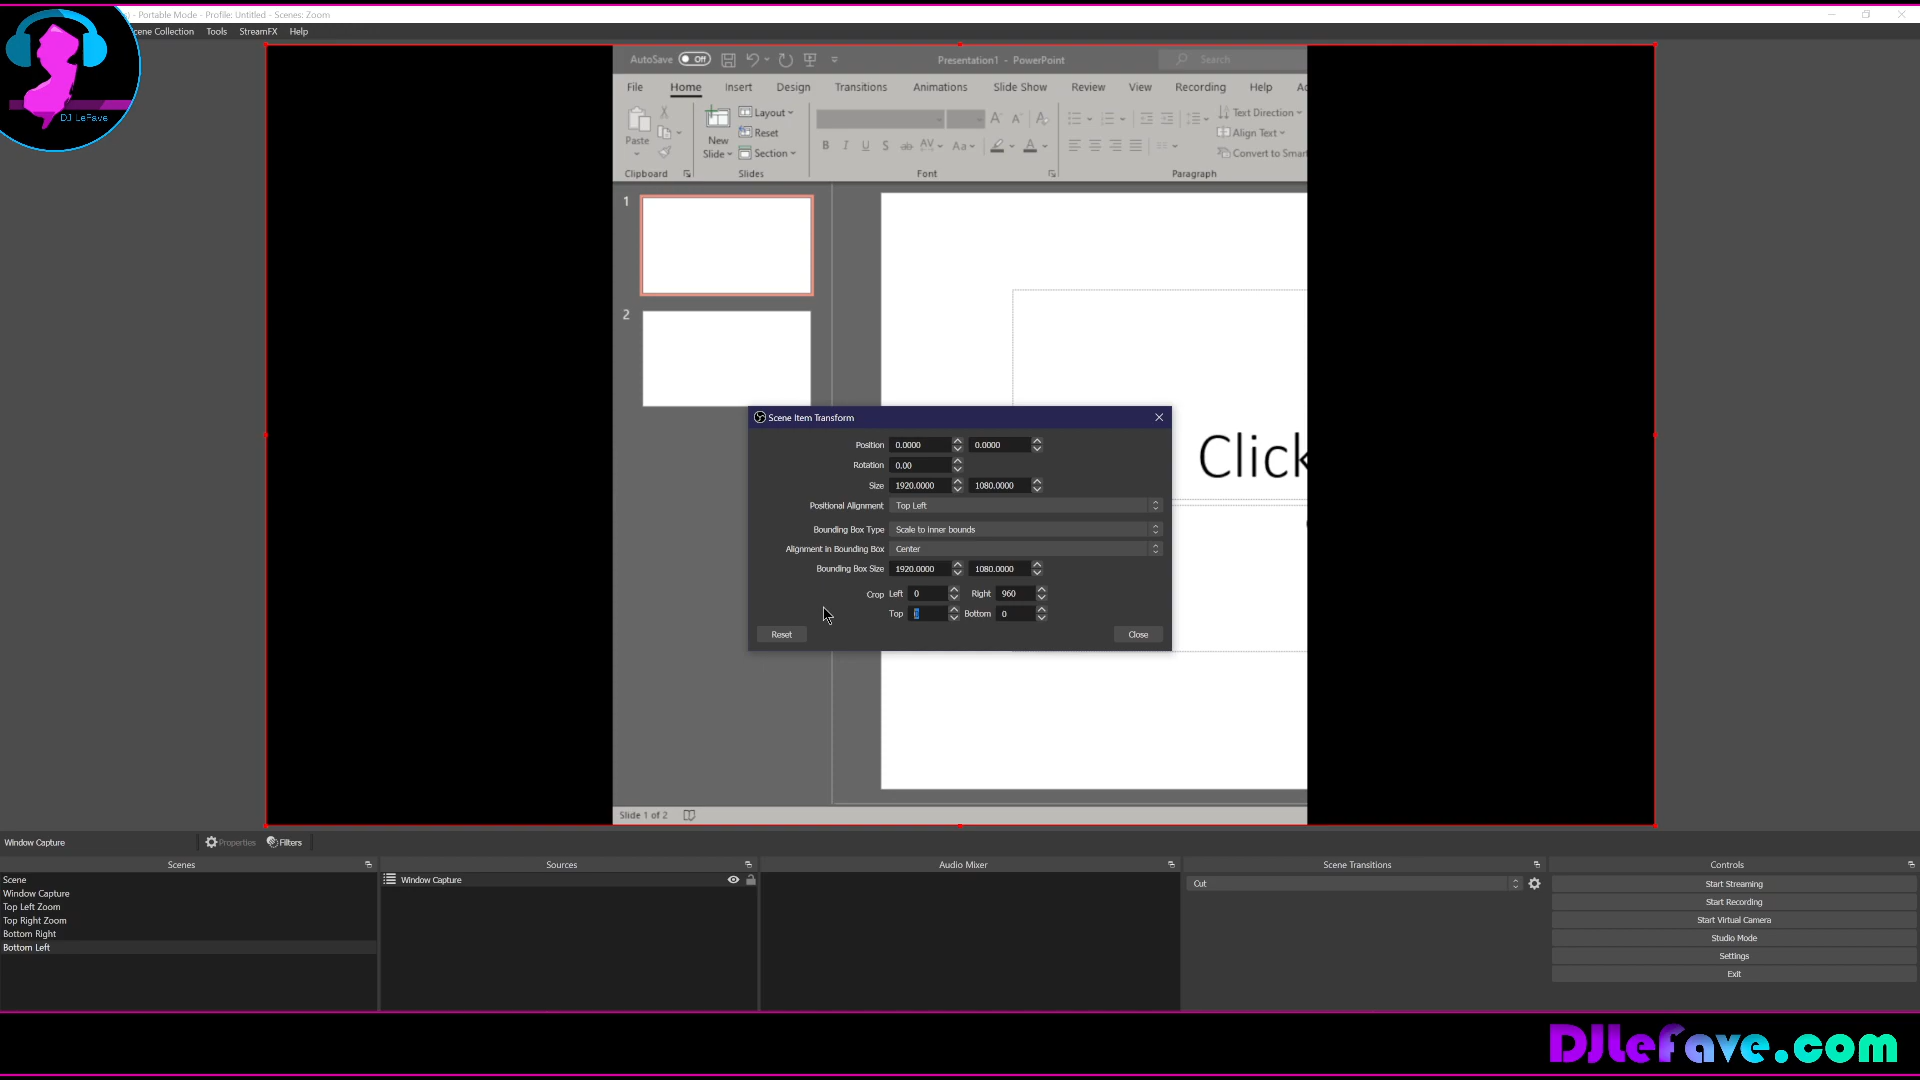 ) - Portable Mode - Profile: Untitled - Scenes: Zoom
cene Collection Tools StreamFX Help
DJ LeFave
AutoSave Off Presentation1 - PowerPoint Search
File Home Insert Design Transitions Animations Slide Show Review View Recording Help Ac
Paste New Slide Layout Reset Section B I U S ab AV Aa A Text Direction Align Text Convert to Smar
Clipboard Slides Font Paragraph
1
2
Click
Scene Item Transform
Position 0.0000 0.0000
Rotation 0.00
Size 1920.0000 1080.0000
Positional Alignment Top Left
Bounding Box Type Scale to inner bounds
Alignment in Bounding Box Center
Bounding Box Size 1920.0000 1080.0000
Crop Left 0 Right 960
Top Bottom 0
Reset Close
Slide 1 of 2
Window Capture Properties Filters
Scenes Sources Audio Mixer Scene Transitions Controls
Scene
Window Capture
Top Left Zoom
Top Right Zoom
Bottom Right
Bottom Left
Window Capture
Cut
Start Streaming
Start Recording
Start Virtual Camera
Studio Mode
Settings
Exit
DJLeFave.com